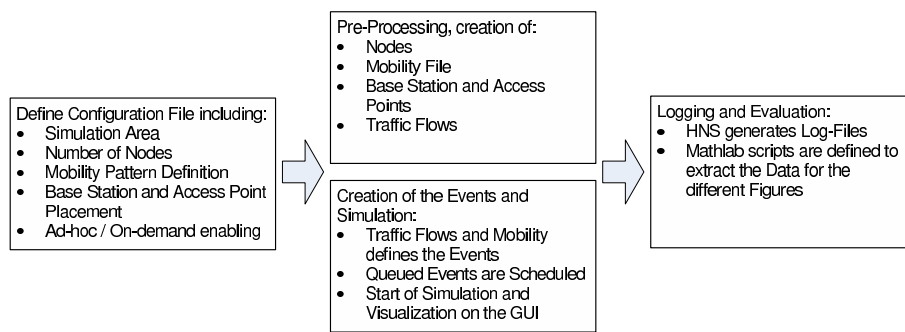 Define Configuration File including:
• Simulation Area
• Number of Nodes
• Mobility Pattern Definition
• Base Station and Access Point
Placement
• Ad-hoc / On-demand enabling
Pre-Processing, creation of:
• Nodes
• Mobility File
• Base Station and Access
Points
• Traffic Flows
Creation of the Events and
Simulation:
• Traffic Flows and Mobility
defines the Events
• Queued Events are Scheduled
• Start of Simulation and
Visualization on the GUI
Logging and Evaluation:
• HNS generates Log-Files
• Mathlab scripts are defined to
extract the Data for the
different Figures